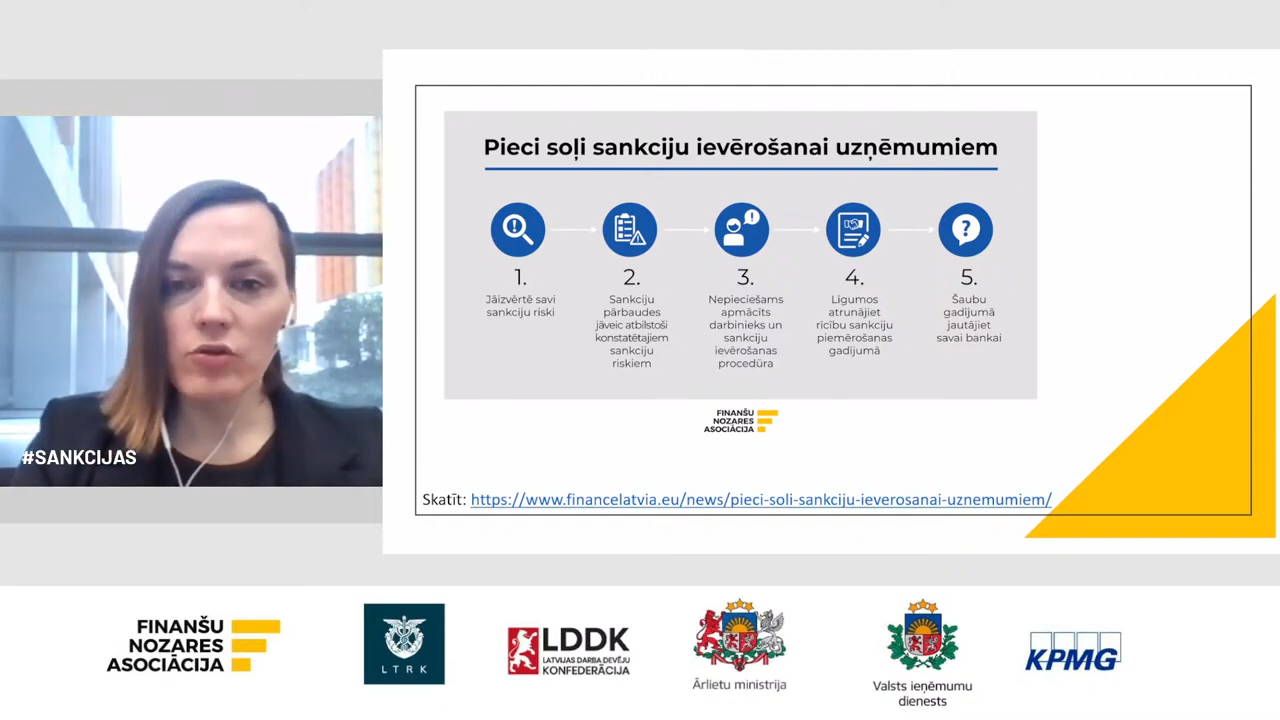 Pieci soļi sankciju ievērošanai uzņēmumiem
1.
Jāizvērtē savi
sankciju riski
2.
Sankciju
pārbaudes
jāveic atbilstoši
konstatētajiem
sankciju
riskiem
3.
Nepieciešams
apmācīts
darbinieks un
sankciju
ievērošanas
procedūra
4.
Līgumos
atrunājiet
rīcību sankciju
piemērošanas
gadījumā
5.
Šaubu
gadījumā
jautājiet
savai bankai
FINANŠU
NOZARES
ASOCIĀCIJA
Skatīt: https://www.financelatvia.eu/news/pieci-soli-sankciju-ieverosanai-uznemumiem/
#SANKCIJAS
FINANŠU
NOZARES
ASOCIĀCIJA
LTRK
LDDK
LATVIJAS DARBA DEVĒJU
KONFEDERĀCIJA
Ārlietu ministrija
Valsts ieņēmumu
dienests
KPMG